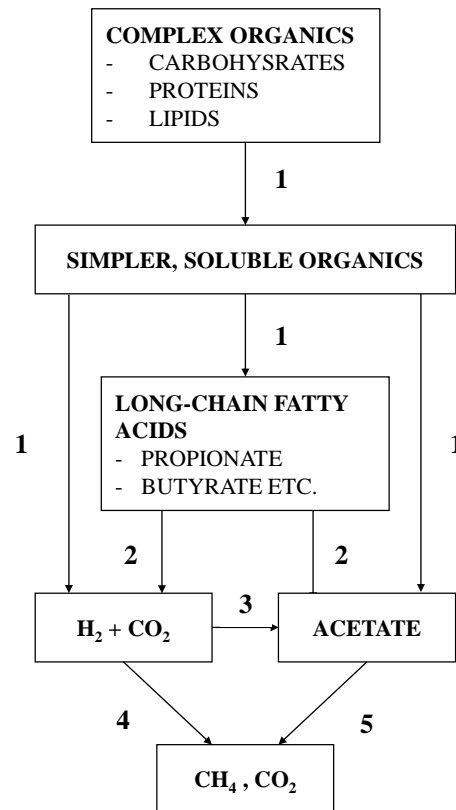 COMPLEX ORGANICS
- CARBOHYSRATES
- PROTEINS
- LIPIDS
1
SIMPLER, SOLUBLE ORGANICS
1
LONG-CHAIN FATTY
ACIDS
- PROPIONATE
- BUTYRATE ETC.
1
1
2
2
3
H₂ + CO₂
ACETATE
4
5
CH₄ , CO₂